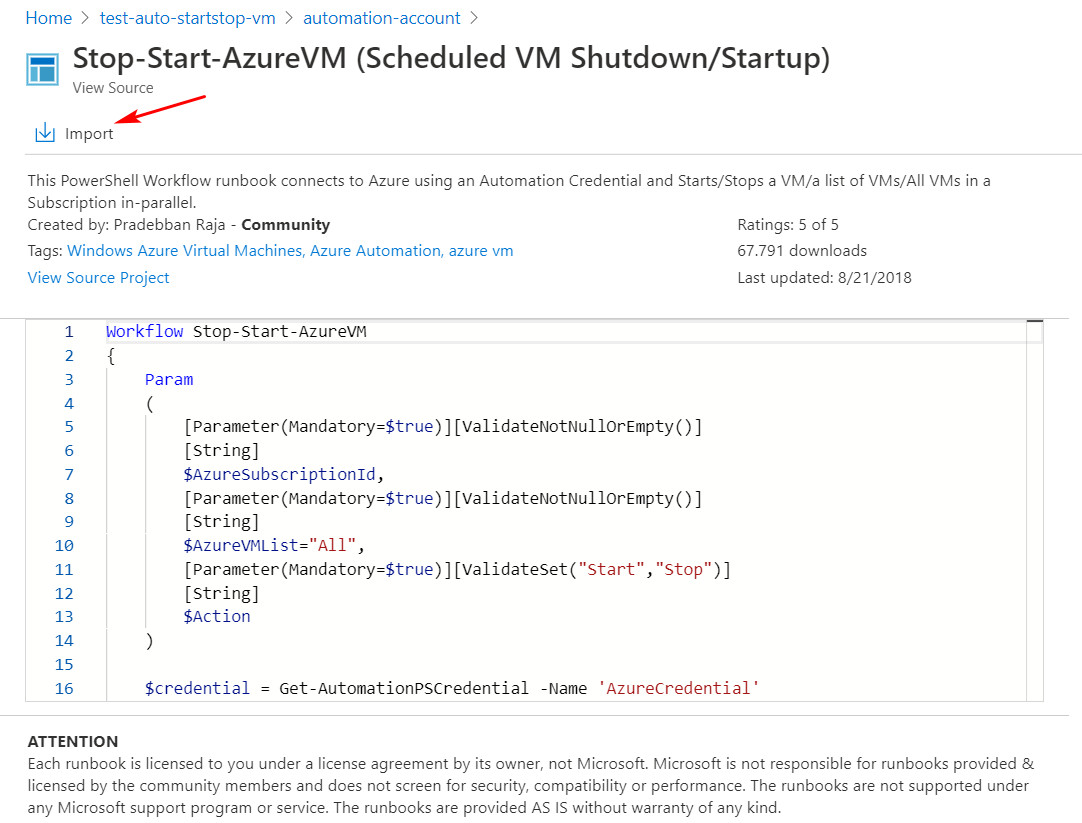 Home > test-auto-startstop-vm > automation-account >
Stop-Start-AzureVM (Scheduled VM Shutdown/Startup)
View Source
Import
This PowerShell Workflow runbook connects to Azure using an Automation Credential and Starts/Stops a VM/a list of VMs/All VMs in a
Subscription in-parallel.
Created by: Pradebban Raja - Community
Ratings: 5 of 5
Tags: Windows Azure Virtual Machines, Azure Automation, azure vm
67.791 downloads
View Source Project
Last updated: 8/21/2018
1 Workflow Stop-Start-AzureVM
2 {
3 Param
4 (
5 [Parameter(Mandatory=$true)][ValidateNotNullOrEmpty()]
6 [String]
7 $AzureSubscriptionId,
8 [Parameter(Mandatory=$true)][ValidateNotNullOrEmpty()]
9 [String]
10 $AzureVMList="All",
11 [Parameter(Mandatory=$true)][ValidateSet("Start","Stop")]
12 [String]
13 $Action
14 )
15
16 $credential = Get-AutomationPSCredential -Name 'AzureCredential'
ATTENTION
Each runbook is licensed to you under a license agreement by its owner, not Microsoft. Microsoft is not responsible for runbooks provided &
licensed by the community members and does not screen for security, compatibility or performance. The runbooks are not supported under
any Microsoft support program or service. The runbooks are provided AS IS without warranty of any kind.